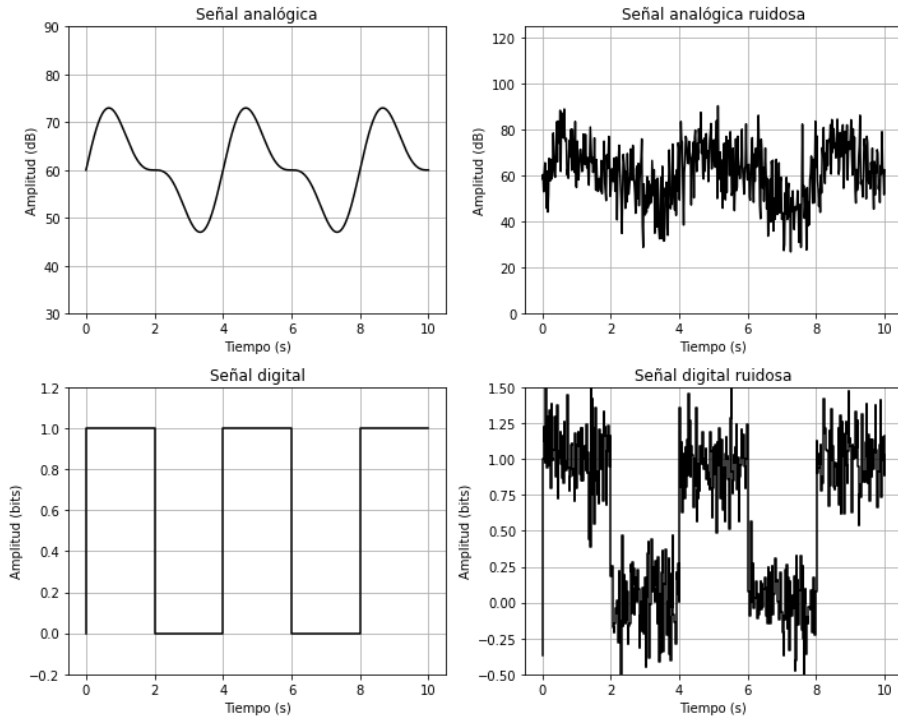 Señal analógica
Amplitud (dB)
90
80
70
60
50
40
30
0 2 4 6 8 10
Tiempo (s)
Señal analógica ruidosa
Amplitud (dB)
120
100
80
60
40
20
0
0 2 4 6 8 10
Tiempo (s)
Señal digital
Amplitud (bits)
1.2
1.0
0.8
0.6
0.4
0.2
0.0
−0.2
0 2 4 6 8 10
Tiempo (s)
Señal digital ruidosa
Amplitud (bits)
1.50
1.25
1.00
0.75
0.50
0.25
0.00
−0.25
−0.50
0 2 4 6 8 10
Tiempo (s)